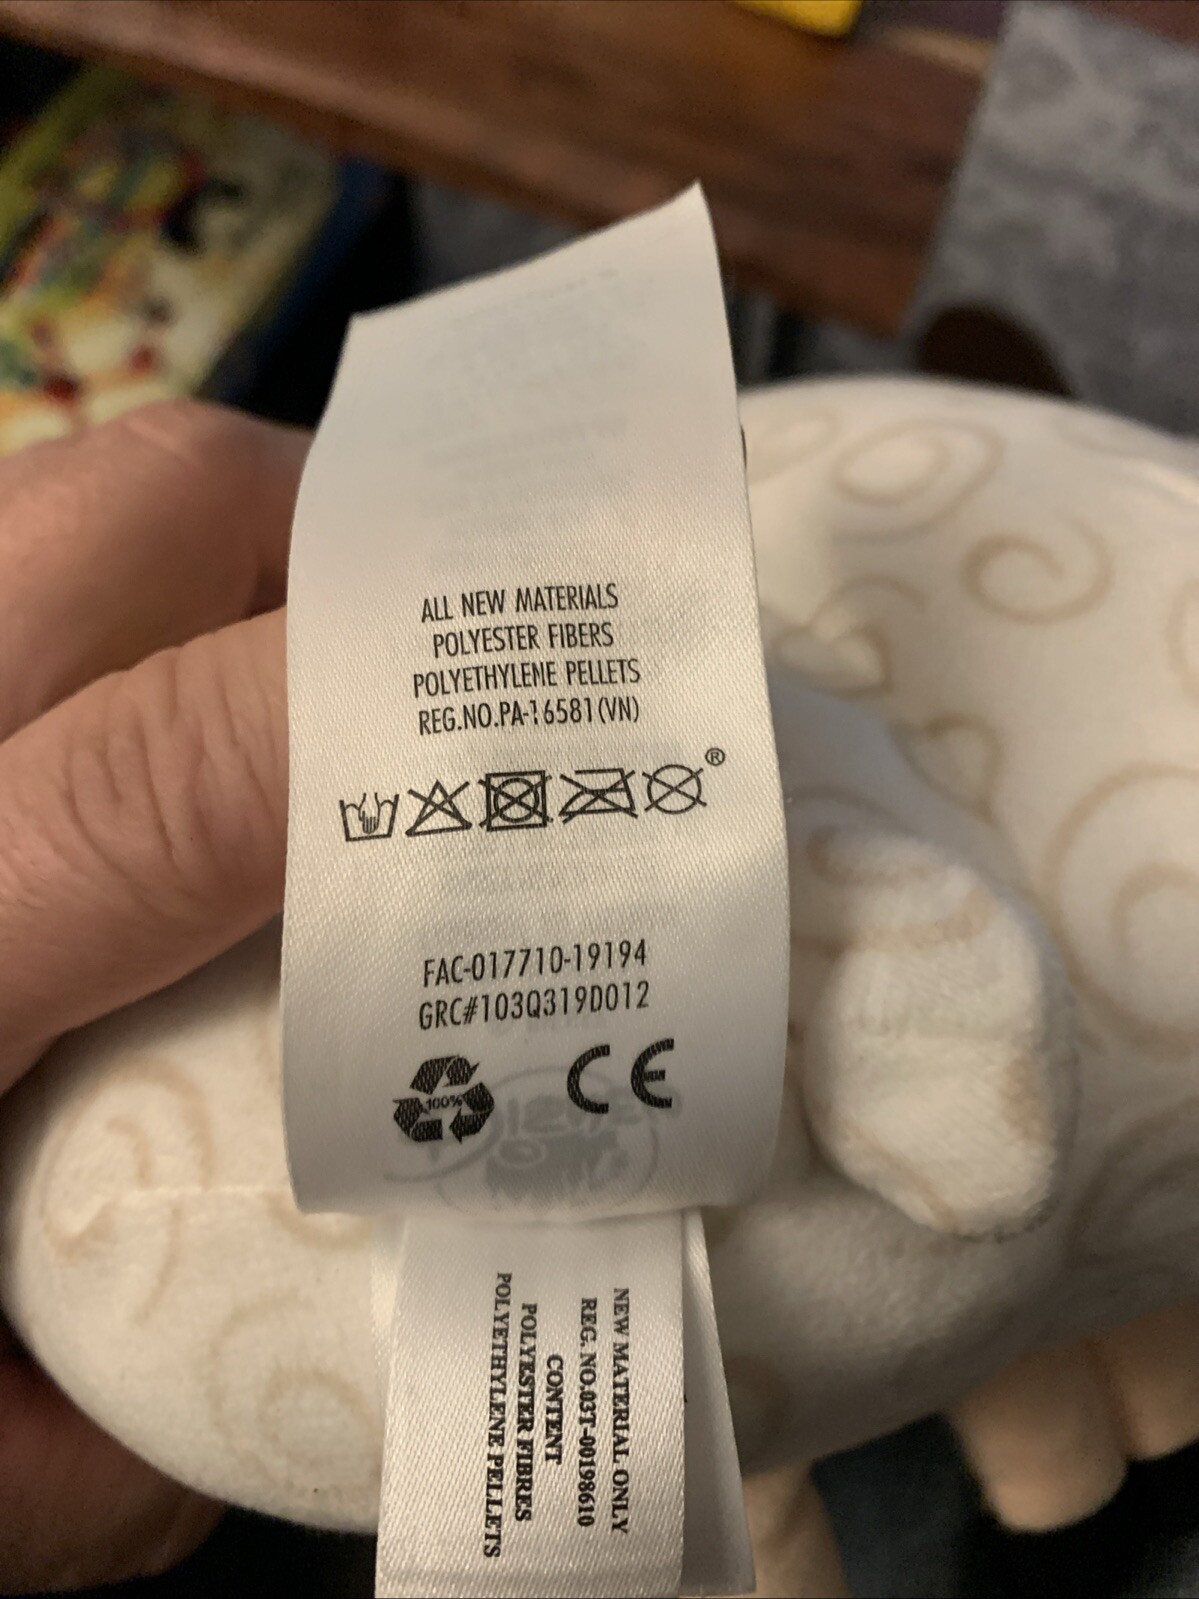 ALL NEW MATERIALS
POLYESTER FIBERS
POLYETHYLENE PELLETS
REG.NO.PA-16581(VN)
®
FAC-017710-19194
GRC#103Q319D012
100%
CE
NEW MATERIAL ONLY
REG. NO.03T-00198610
CONTENT
POLYESTER FIBRES
POLYETHYLENE PELLETS